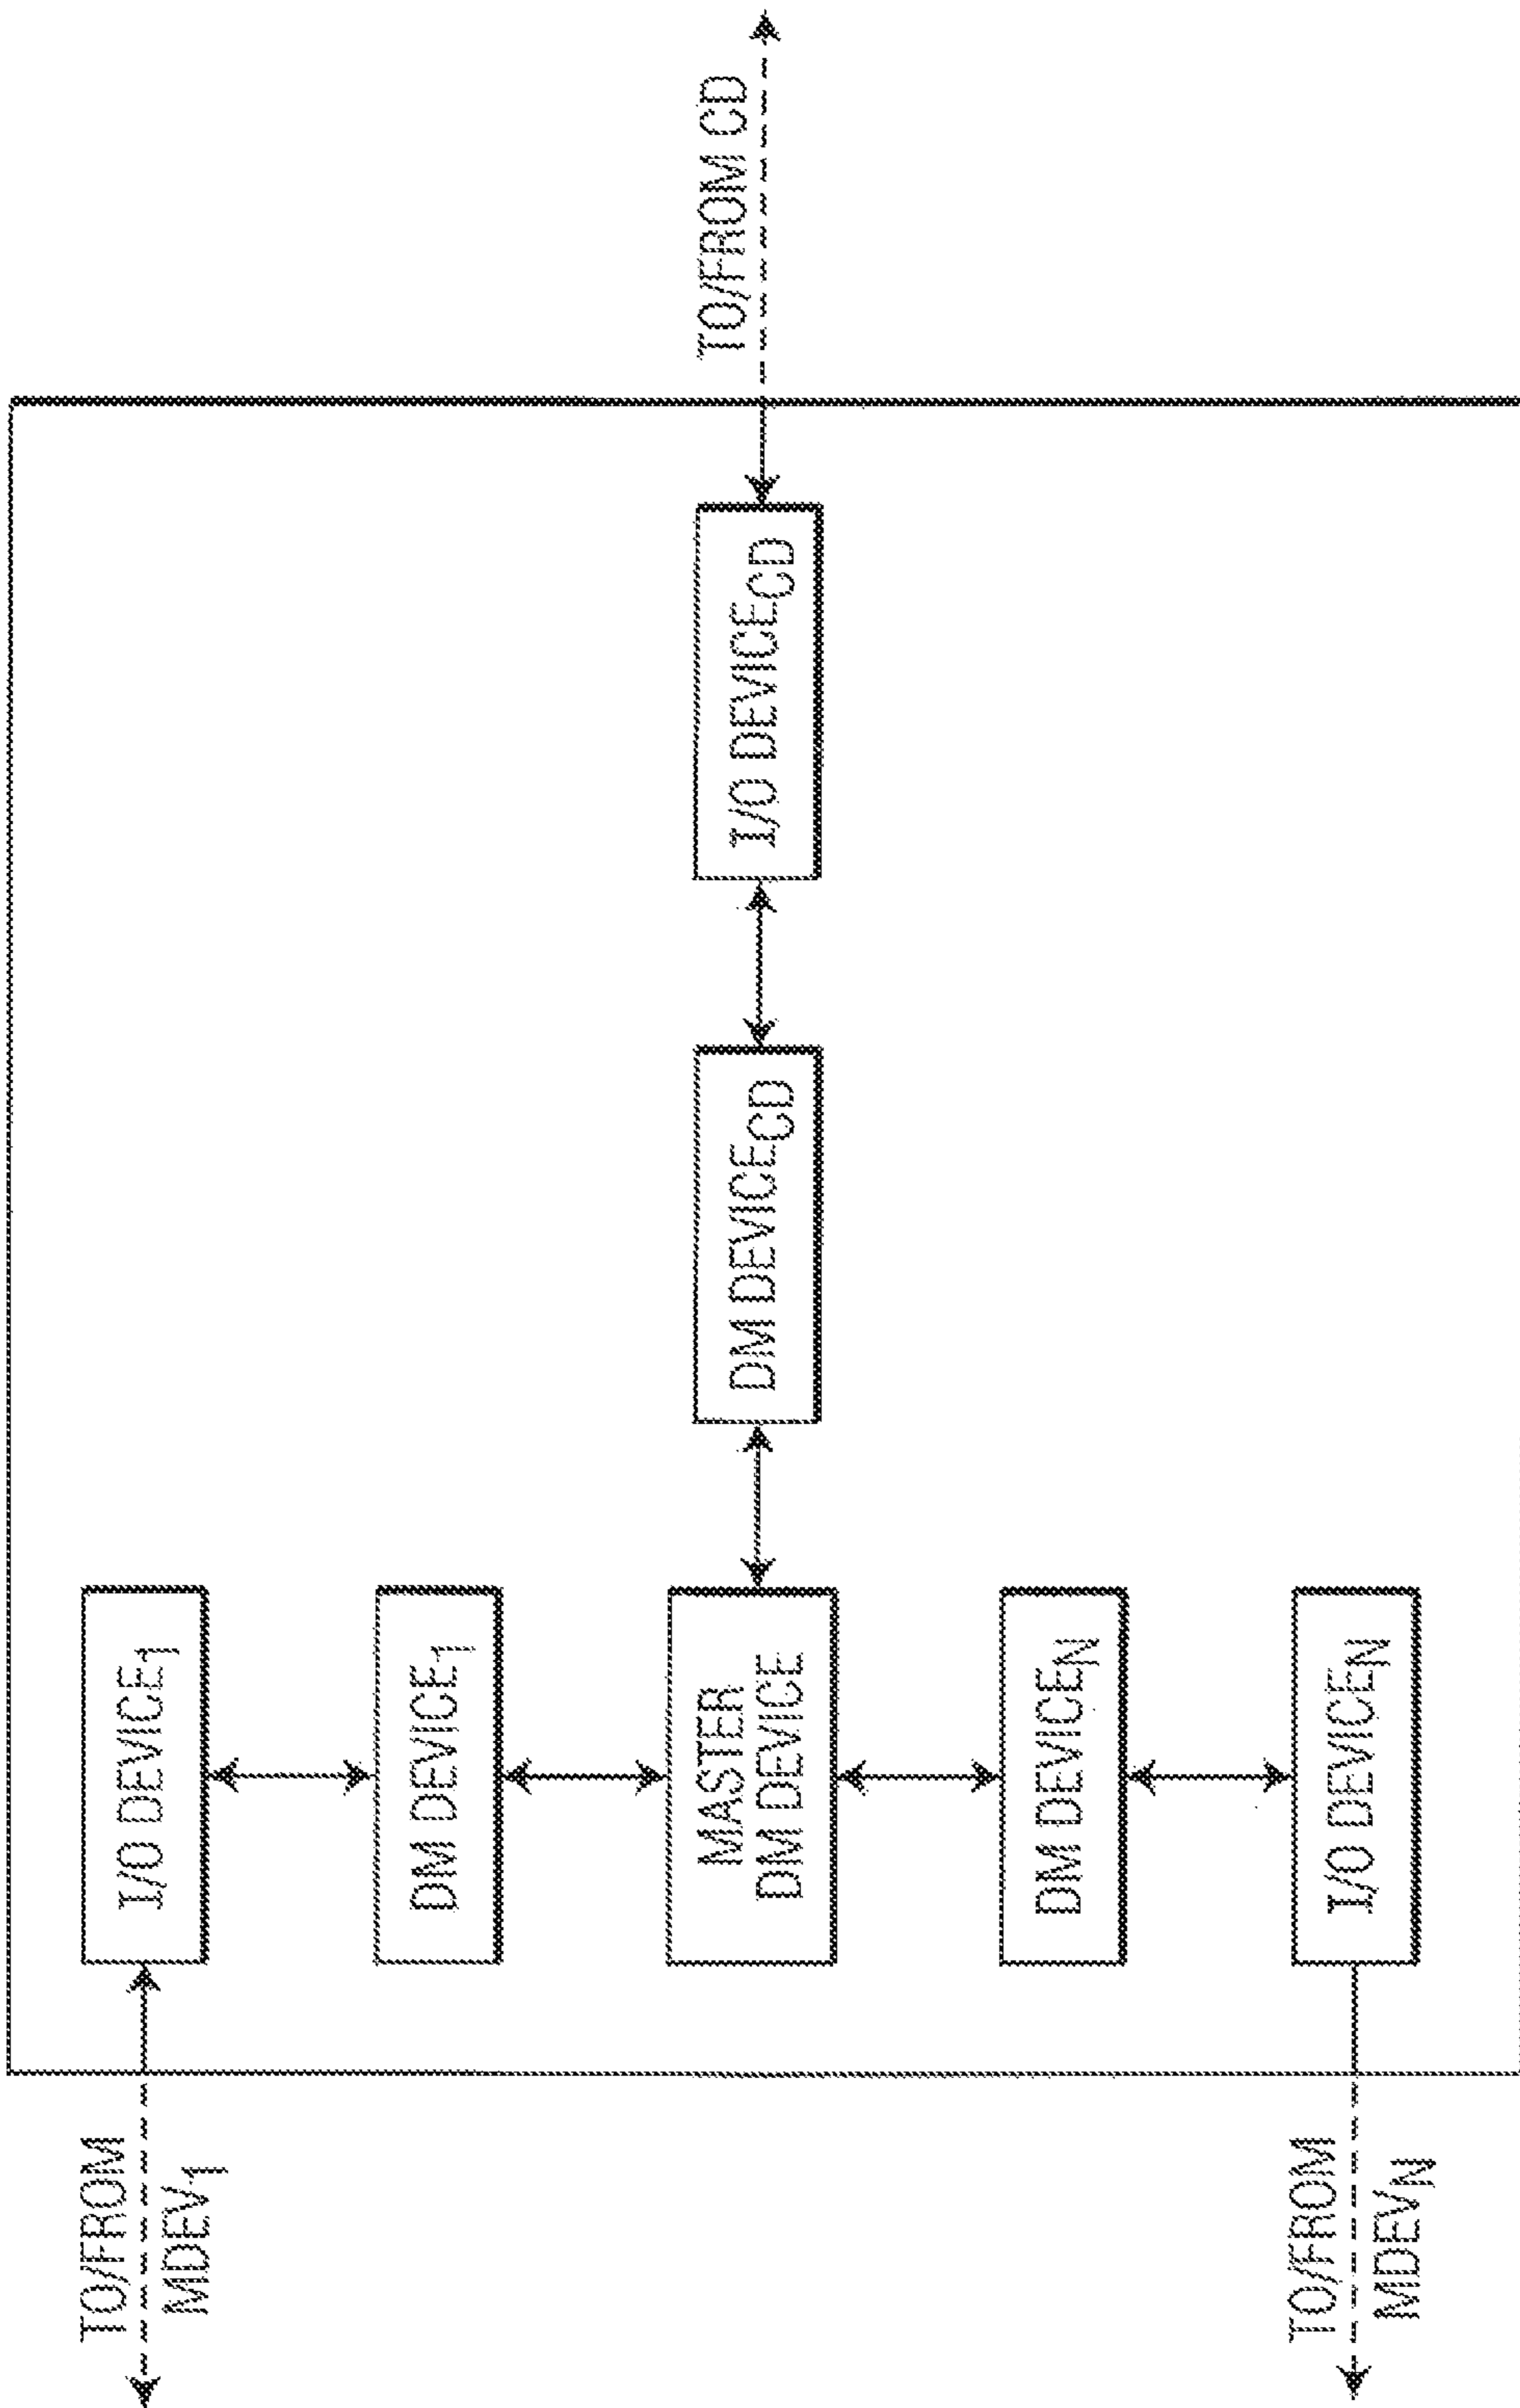 TO/FROM
MDEV1
I/O DEVICE1
DM DEVICE1
MASTER
DM DEVICE
DM DEVICECD
I/O DEVICECD
TO/FROM CD
DM DEVICEN
I/O DEVICEN
TO/FROM
MDEVN